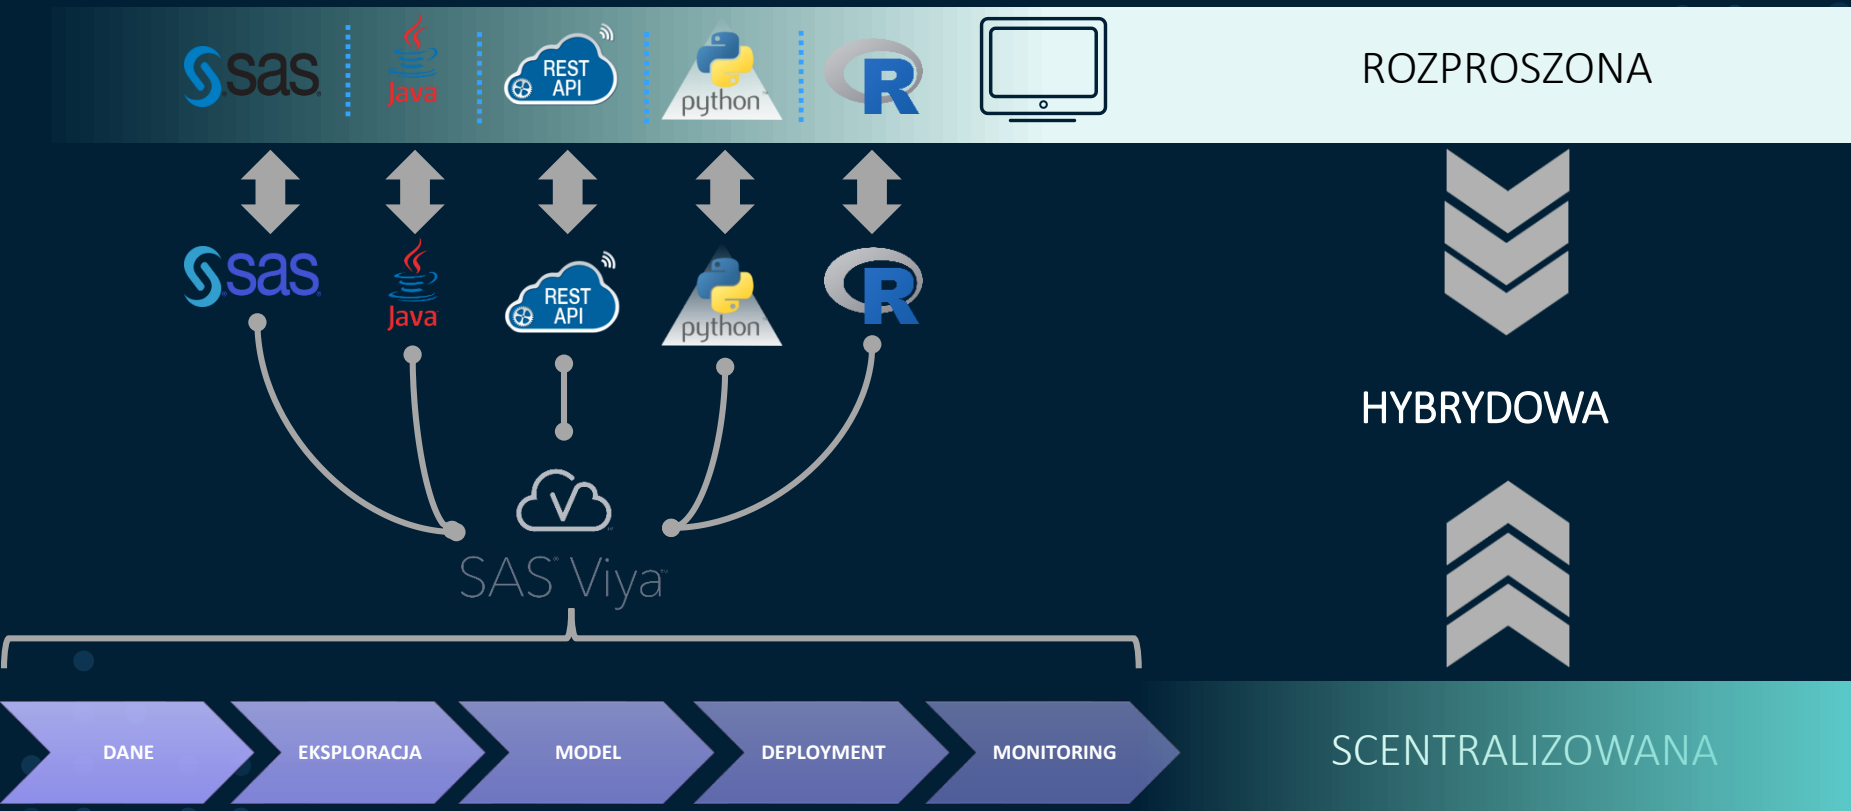 sas
Java
REST
API
python
R
ROZPROSZONA
sas
Java
REST
API
python
R
HYBRYDOWA
SAS® Viya™
DANE
EKSPLORACJA
MODEL
DEPLOYMENT
MONITORING
SCENTRALIZOWANA